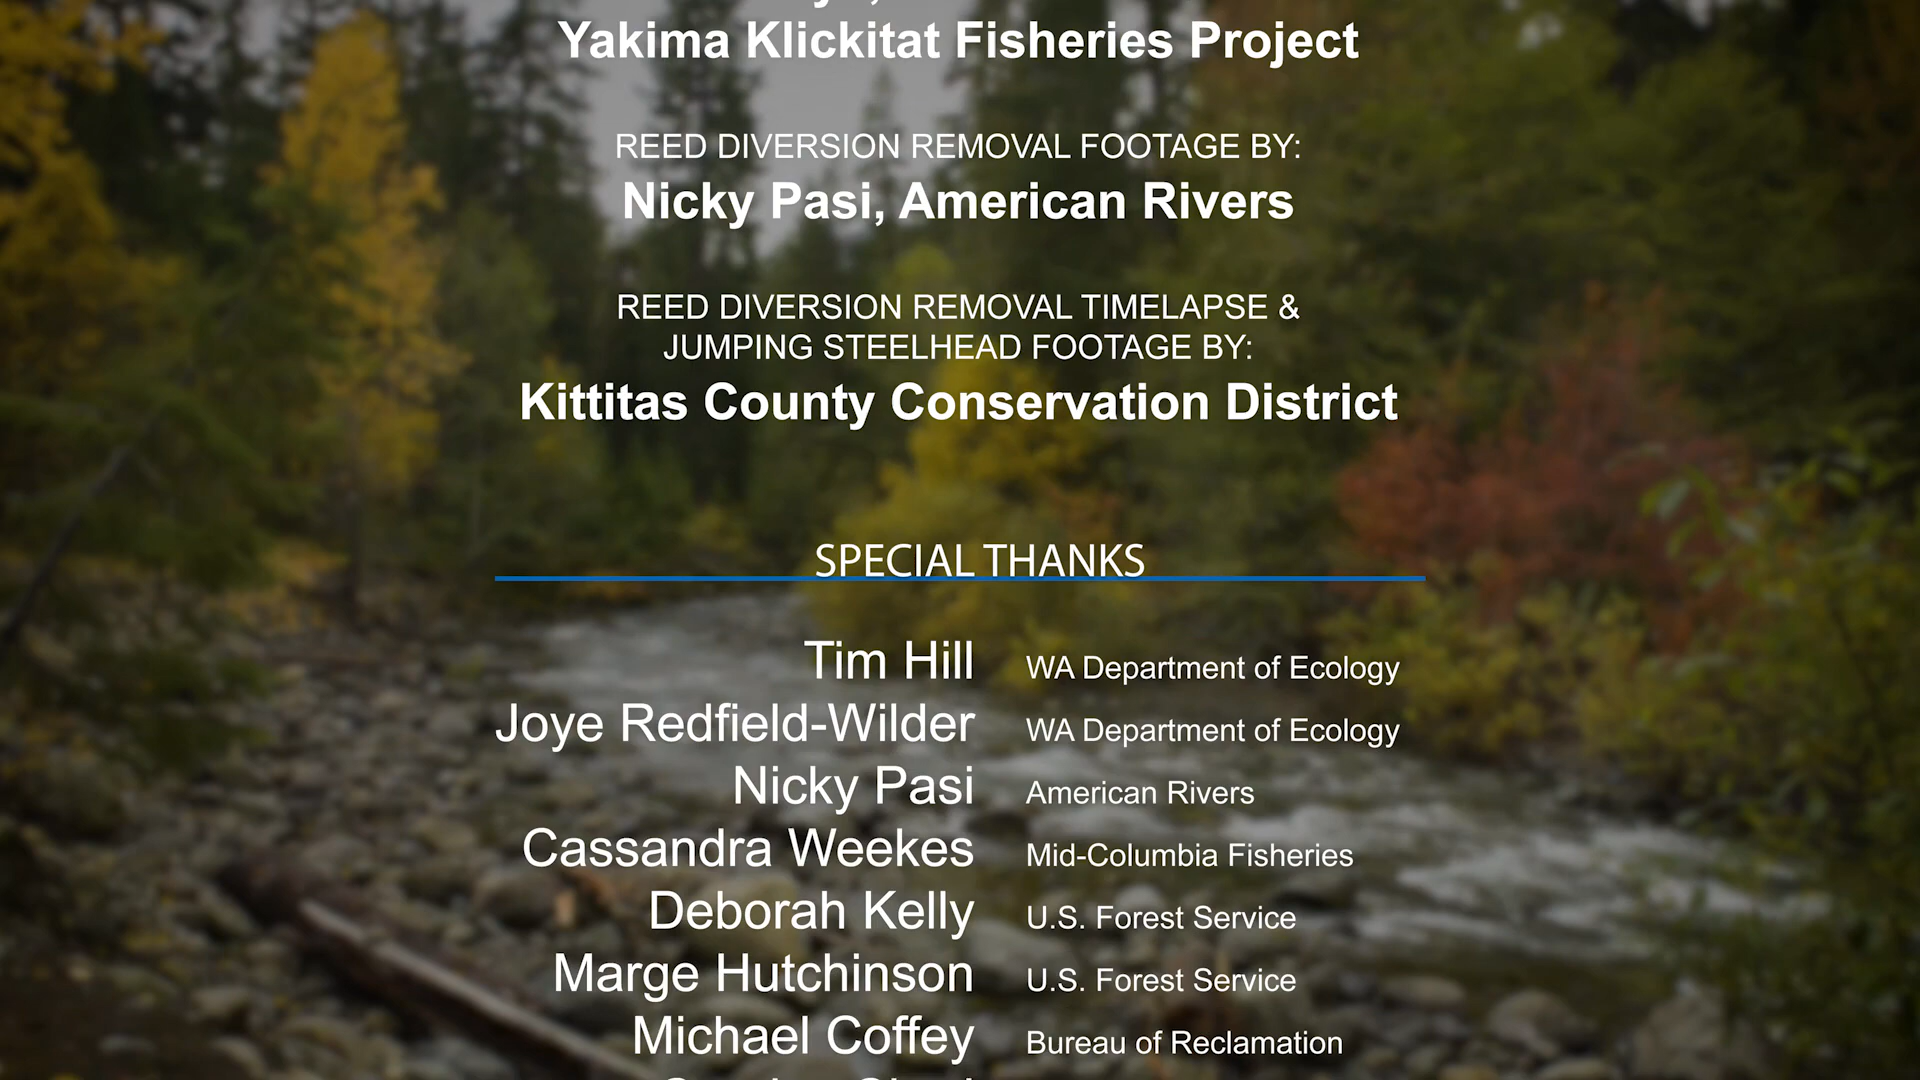 Yakima Klickitat Fisheries Project
REED DIVERSION REMOVAL FOOTAGE BY:
Nicky Pasi, American Rivers
REED DIVERSION REMOVAL TIMELAPSE &
JUMPING STEELHEAD FOOTAGE BY:
Kittitas County Conservation District
SPECIAL THANKS
Tim Hill WA Department of Ecology
Joye Redfield-Wilder WA Department of Ecology
Nicky Pasi American Rivers
Cassandra Weekes Mid-Columbia Fisheries
Deborah Kelly U.S. Forest Service
Marge Hutchinson U.S. Forest Service
Michael Coffey Bureau of Reclamation